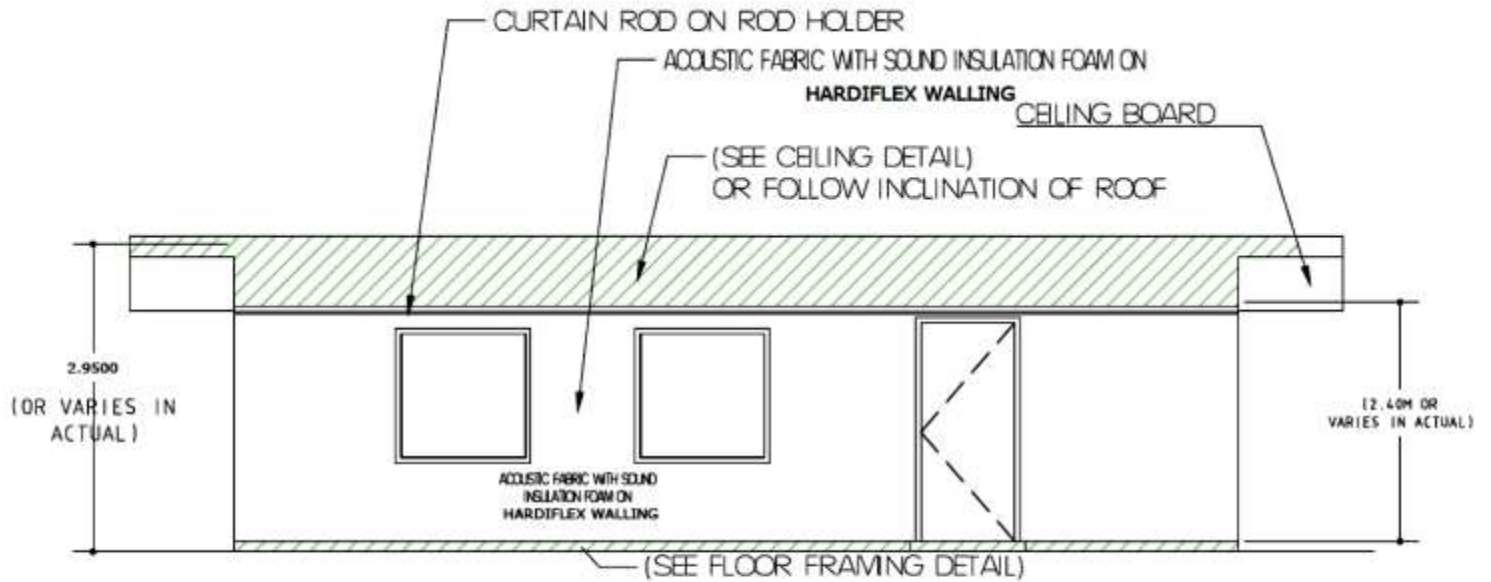 CURTAIN ROD ON ROD HOLDER
ACOUSTIC FABRIC WITH SOUND INSULATION FOAM ON
HARDIFLEX WALLING
CEILING BOARD
(SEE CEILING DETAIL)
OR FOLLOW INCLINATION OF ROOF
2.9500
(OR VARIES IN
ACTUAL)
(2.40M OR
VARIES IN ACTUAL)
ACOUSTIC FABRIC WITH SOUND
INSULATION FOAM ON
HARDIFLEX WALLING
(SEE FLOOR FRAMING DETAIL)